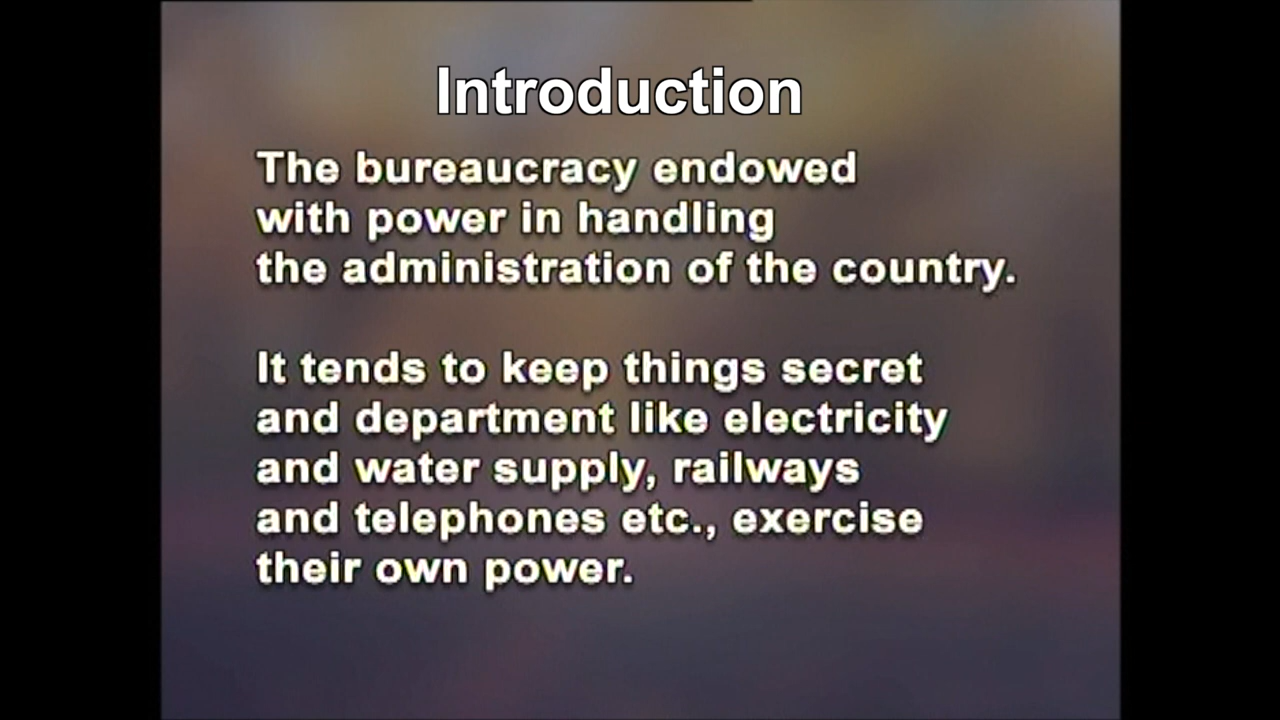 Introduction
The bureaucracy endowed
with power in handling
the administration of the country.
It tends to keep things secret
and department like electricity
and water supply, railways
and telephones etc., exercise
their own power.